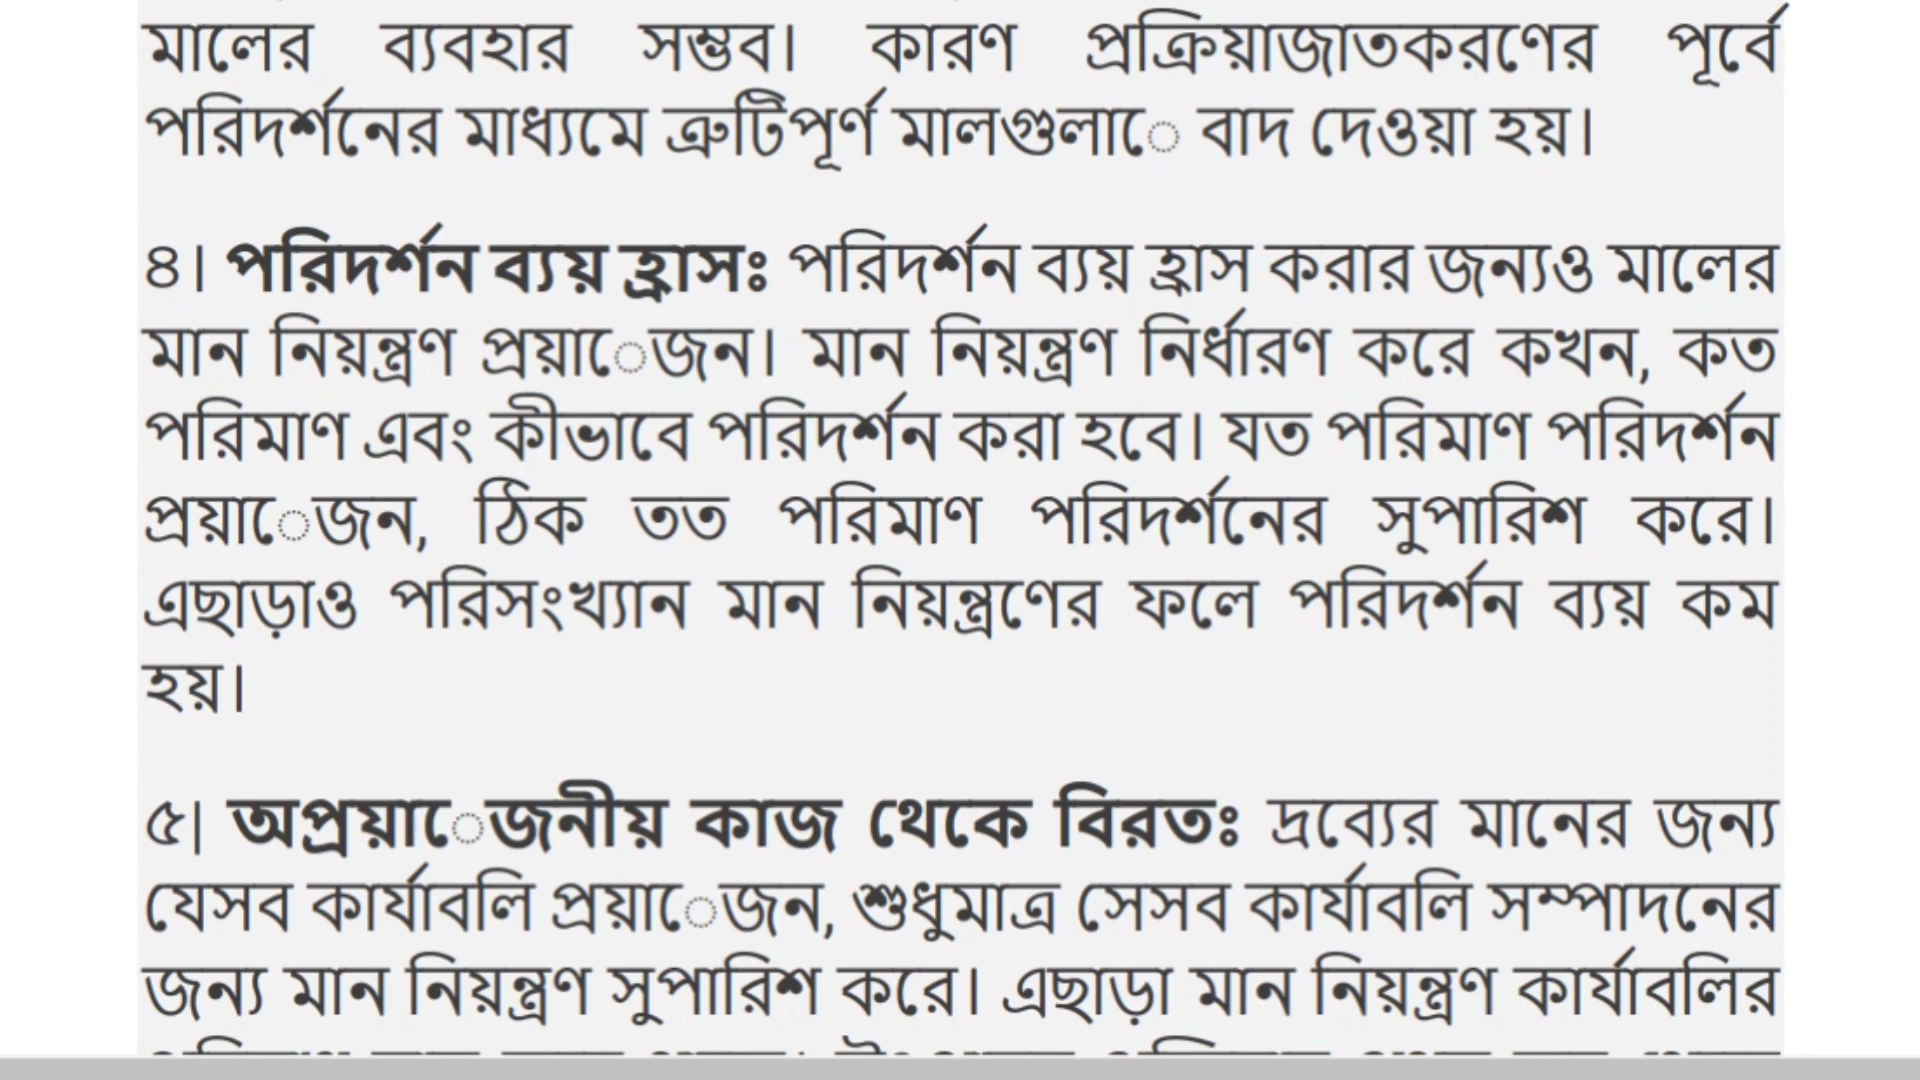 মালের ব্যবহার সম্ভব। কারণ প্রক্রিয়াজাতকরণের পূর্বে
পরিদর্শনের মাধ্যমে ত্রুটিপূর্ণ মালগুলাে বাদ দেওয়া হয়।
৪। পরিদর্শন ব্যয় হ্রাসঃ পরিদর্শন ব্যয় হ্রাস করার জন্যও মালের
মান নিয়ন্ত্রণ প্রয়ােজন। মান নিয়ন্ত্রণ নির্ধারণ করে কখন, কত
পরিমাণ এবং কীভাবে পরিদর্শন করা হবে। যত পরিমাণ পরিদর্শন
প্রয়ােজন, ঠিক তত পরিমাণ পরিদর্শনের সুপারিশ করে।
এছাড়াও পরিসংখ্যান মান নিয়ন্ত্রণের ফলে পরিদর্শন ব্যয় কম
হয়।
৫| অপ্রয়ােজনীয় কাজ থেকে বিরতঃ দ্রব্যের মানের জন্য
যেসব কার্যাবলি প্রয়ােজন, শুধুমাত্র সেসব কার্যাবলি সম্পাদনের
জন্য মান নিয়ন্ত্রণ সুপারিশ করে। এছাড়া মান নিয়ন্ত্রণ কার্যাবলির